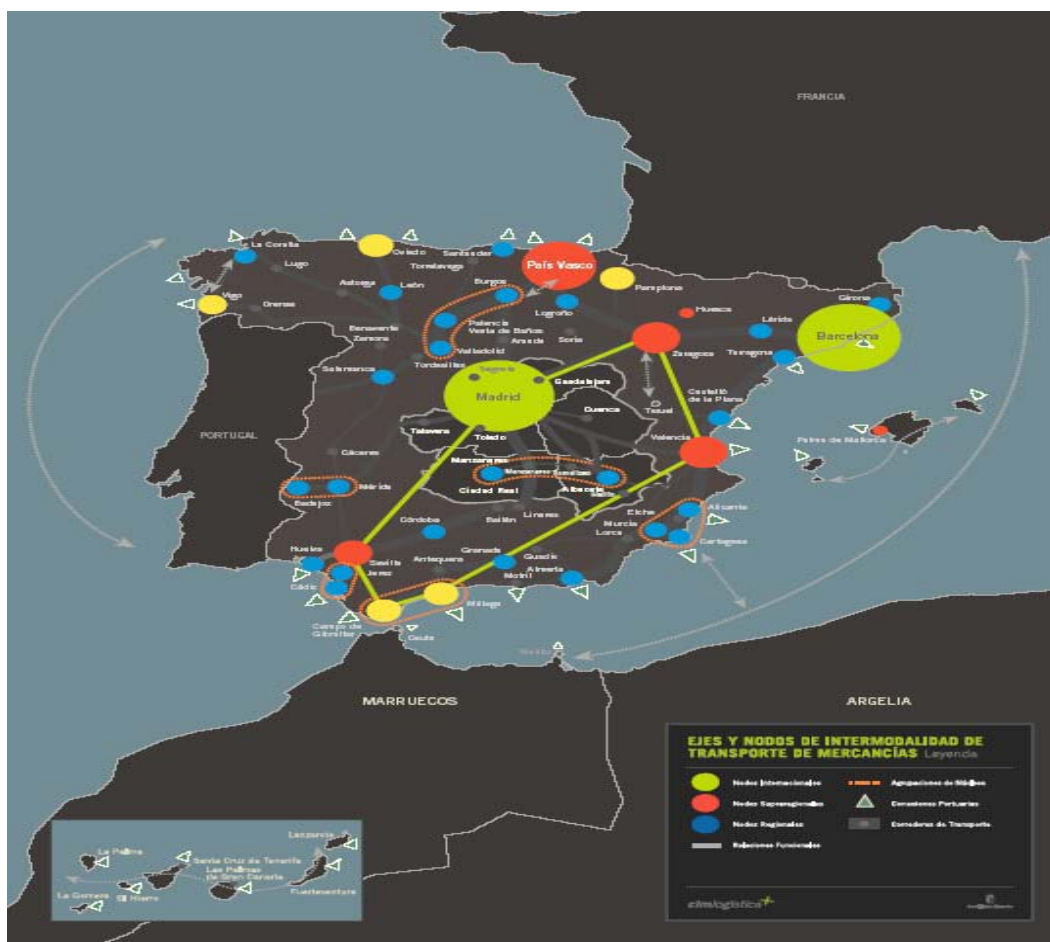 FRANCIA
La Coruña
Lugo
Oviedo
Santander
Torrelavega
País Vasco
Pamplona
Vigo
Orense
Astorga
León
Burgos
Logroño
Huesca
Girona
Benavente
Zamora
Palencia
Venta de Baños
Aranda
Soria
Lérida
Barcelona
Valladolid
Tordesillas
Zaragoza
Tarragona
Salamanca
Madrid
Guadalajara
Castelló
de la Plana
Cuenca
Teruel
PORTUGAL
Talavera
Toledo
Valencia
Palma de Mallorca
Cáceres
Manzanares
Mérida
Badajoz
Ciudad Real
Albacete
Alicante
Elche
Murcia
Lorca
Cartagena
Córdoba
Bailén
Linares
Huelva
Sevilla
Jerez
Antequera
Granada
Guadix
Cádiz
Motril
Almería
Málaga
Campo de
Gibraltar
Ceuta
Melilla
MARRUECOS
ARGELIA
EJES Y NODOS DE INTERMODALIDAD DE
TRANSPORTE DE MERCANCÍAS Leyenda
Nodos Internacionales
Agrupaciones de Nodos
Nodos Supraregionales
Conexiones Portuarias
Nodos Regionales
Corredores de Transporte
Relaciones Funcionales
clmlogística+
Lanzarote
La Palma
Santa Cruz de Tenerife
Las Palmas
de Gran Canaria
Fuerteventura
La Gomera
El Hierro